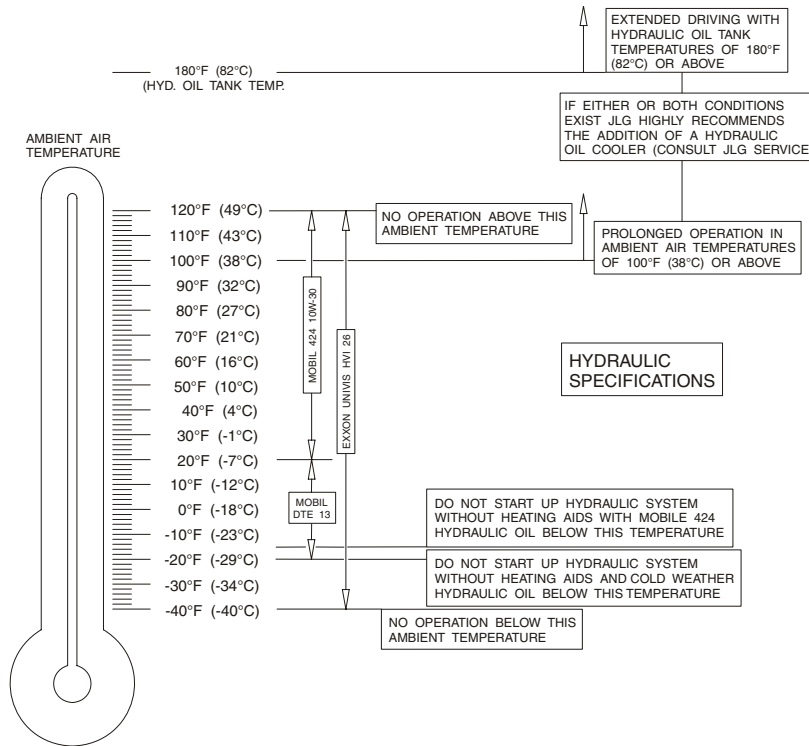 EXTENDED DRIVING WITH
HYDRAULIC OIL TANK
TEMPERATURES OF 180°F
(82°C) OR ABOVE
180°F (82°C)
(HYD. OIL TANK TEMP.
IF EITHER OR BOTH CONDITIONS
EXIST JLG HIGHLY RECOMMENDS
THE ADDITION OF A HYDRAULIC
OIL COOLER (CONSULT JLG SERVICE
AMBIENT AIR
TEMPERATURE
120°F (49°C)
110°F (43°C)
100°F (38°C)
90°F (32°C)
80°F (27°C)
70°F (21°C)
60°F (16°C)
50°F (10°C)
40°F (4°C)
30°F (-1°C)
20°F (-7°C)
10°F (-12°C)
0°F (-18°C)
-10°F (-23°C)
-20°F (-29°C)
-30°F (-34°C)
-40°F (-40°C)
MOBIL 424 10W-30
EXXON UNIVIS HVI 26
MOBIL
DTE 13
NO OPERATION ABOVE THIS
AMBIENT TEMPERATURE
PROLONGED OPERATION IN
AMBIENT AIR TEMPERATURES
OF 100°F (38°C) OR ABOVE
HYDRAULIC
SPECIFICATIONS
DO NOT START UP HYDRAULIC SYSTEM
WITHOUT HEATING AIDS WITH MOBILE 424
HYDRAULIC OIL BELOW THIS TEMPERATURE
DO NOT START UP HYDRAULIC SYSTEM
WITHOUT HEATING AIDS AND COLD WEATHER
HYDRAULIC OIL BELOW THIS TEMPERATURE
NO OPERATION BELOW THIS
AMBIENT TEMPERATURE